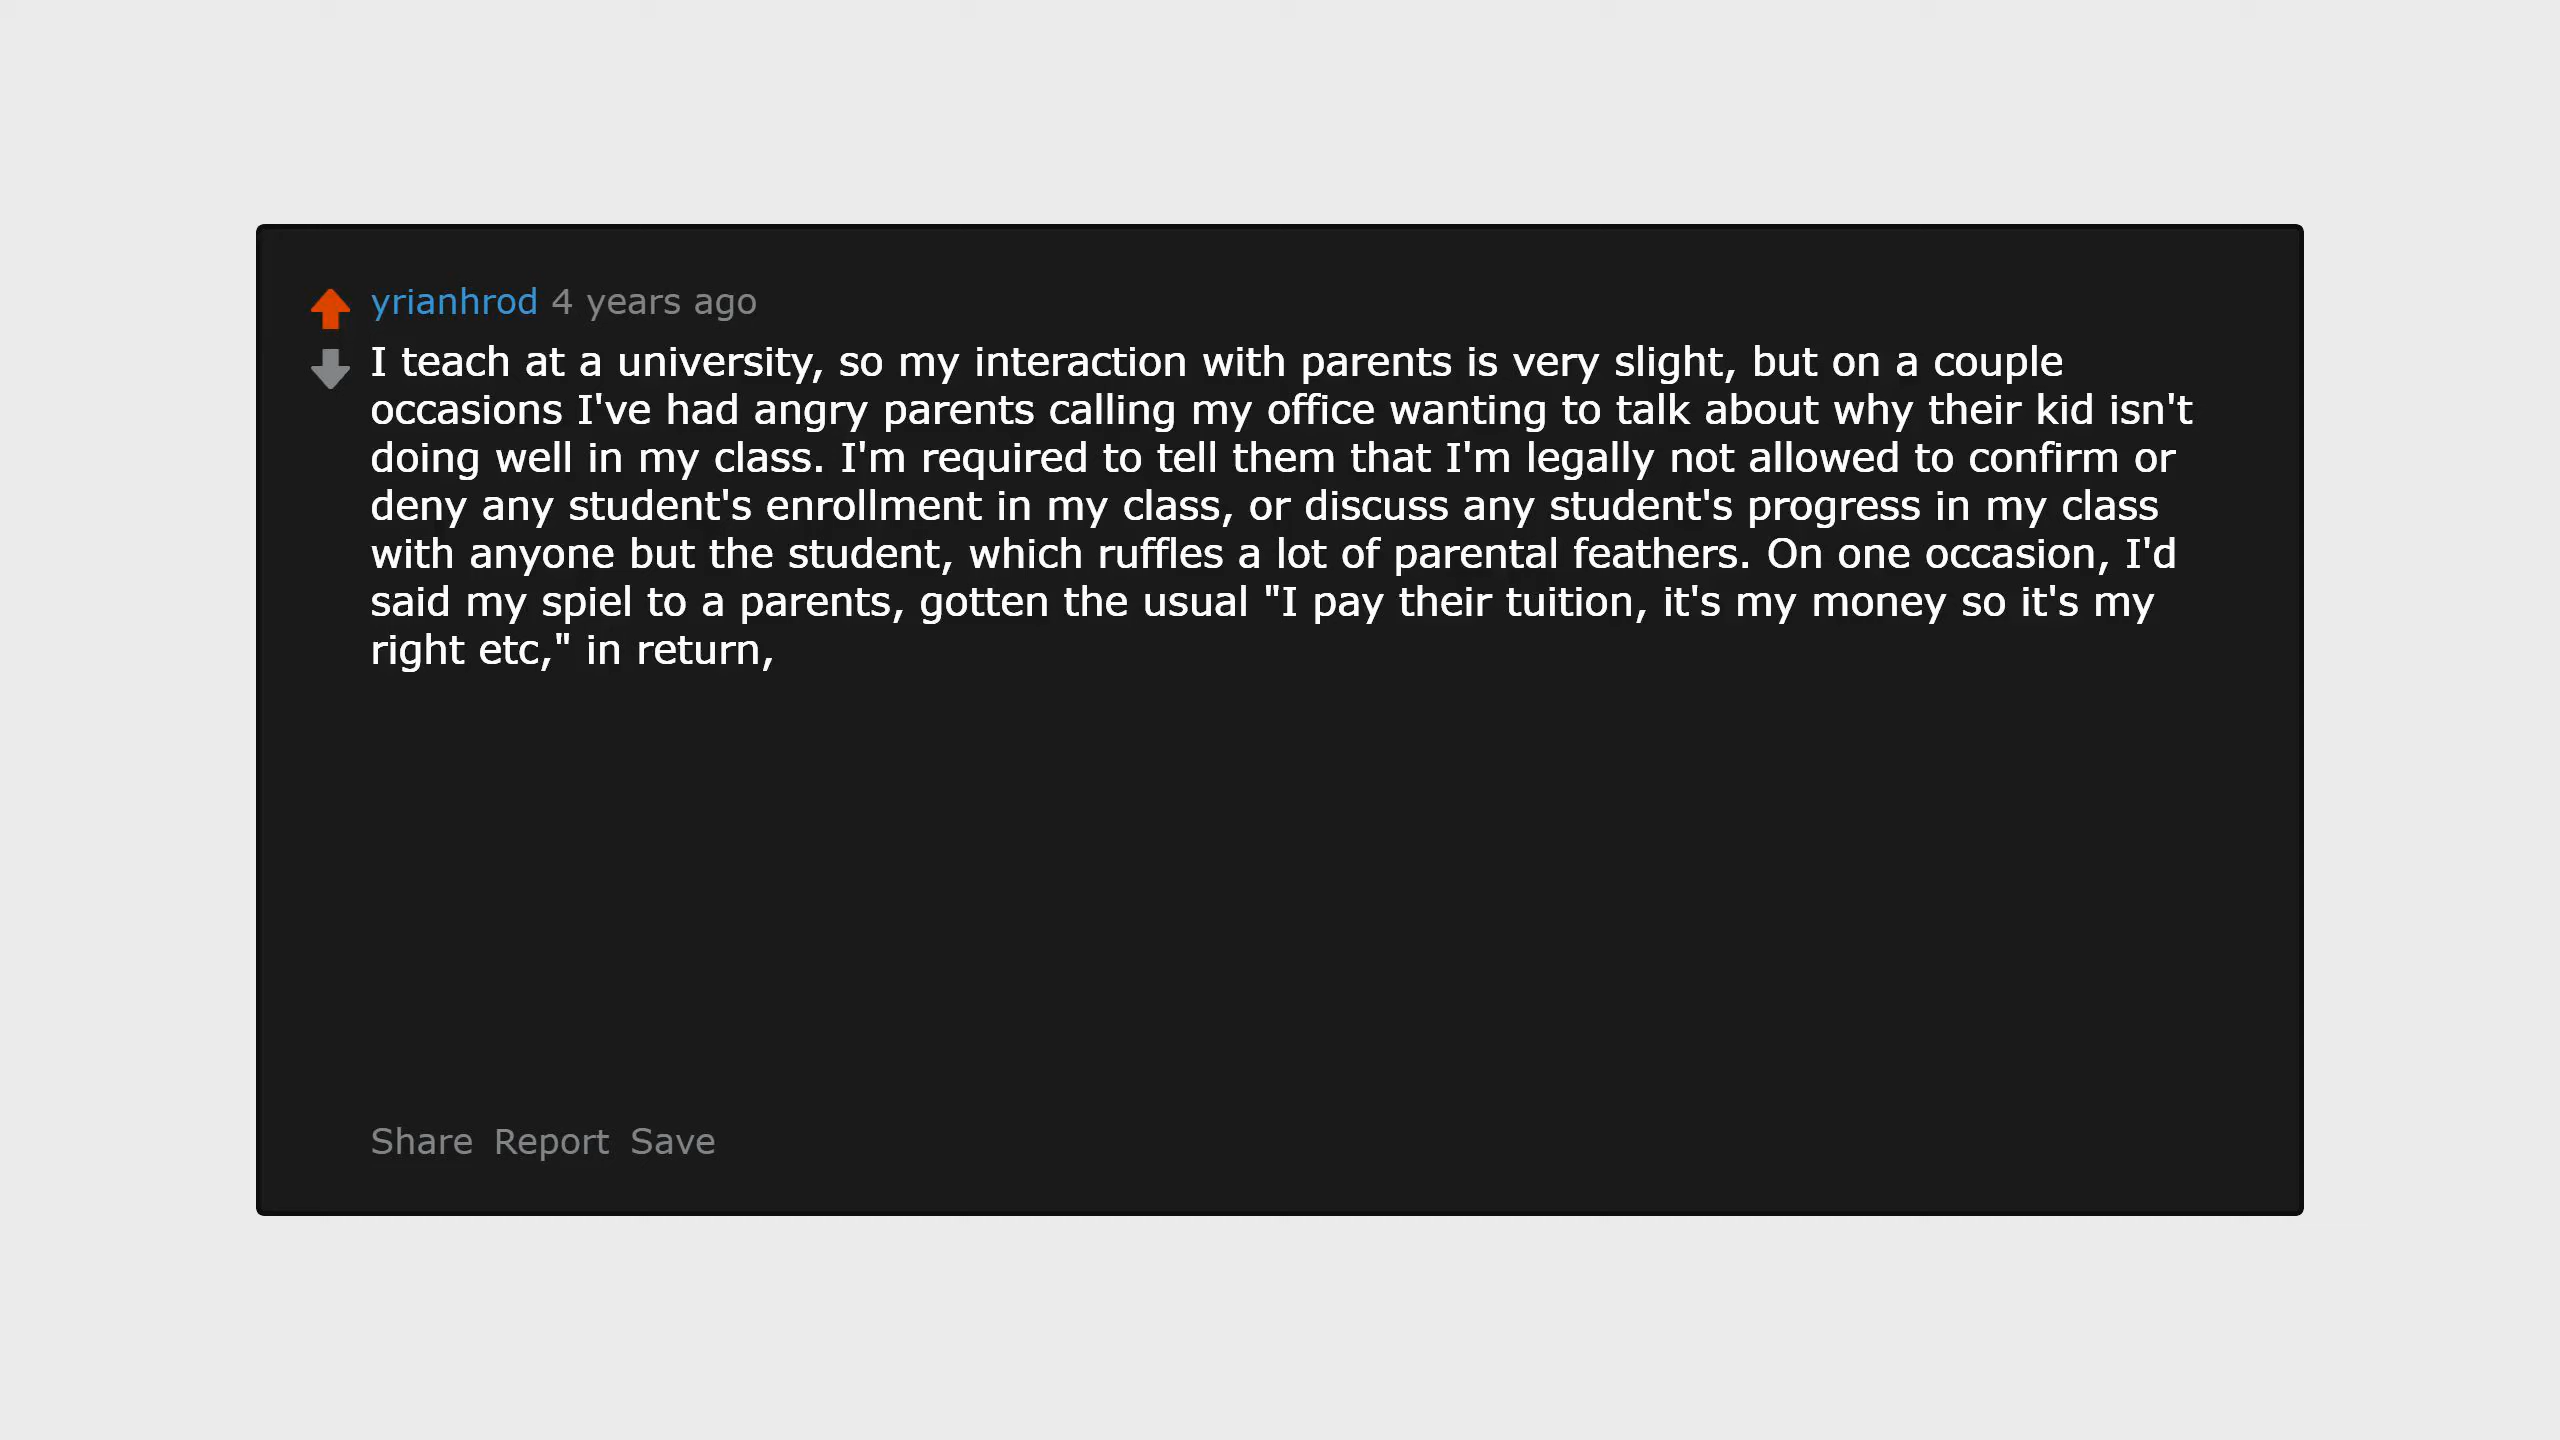 yrianhrod 4 years ago
I teach at a university, so my interaction with parents is very slight, but on a couple
occasions I've had angry parents calling my office wanting to talk about why their kid isn't
doing well in my class. I'm required to tell them that I'm legally not allowed to confirm or
deny any student's enrollment in my class, or discuss any student's progress in my class
with anyone but the student, which ruffles a lot of parental feathers. On one occasion, I'd
said my spiel to a parents, gotten the usual "I pay their tuition, it's my money so it's my
right etc," in return,
Share Report Save